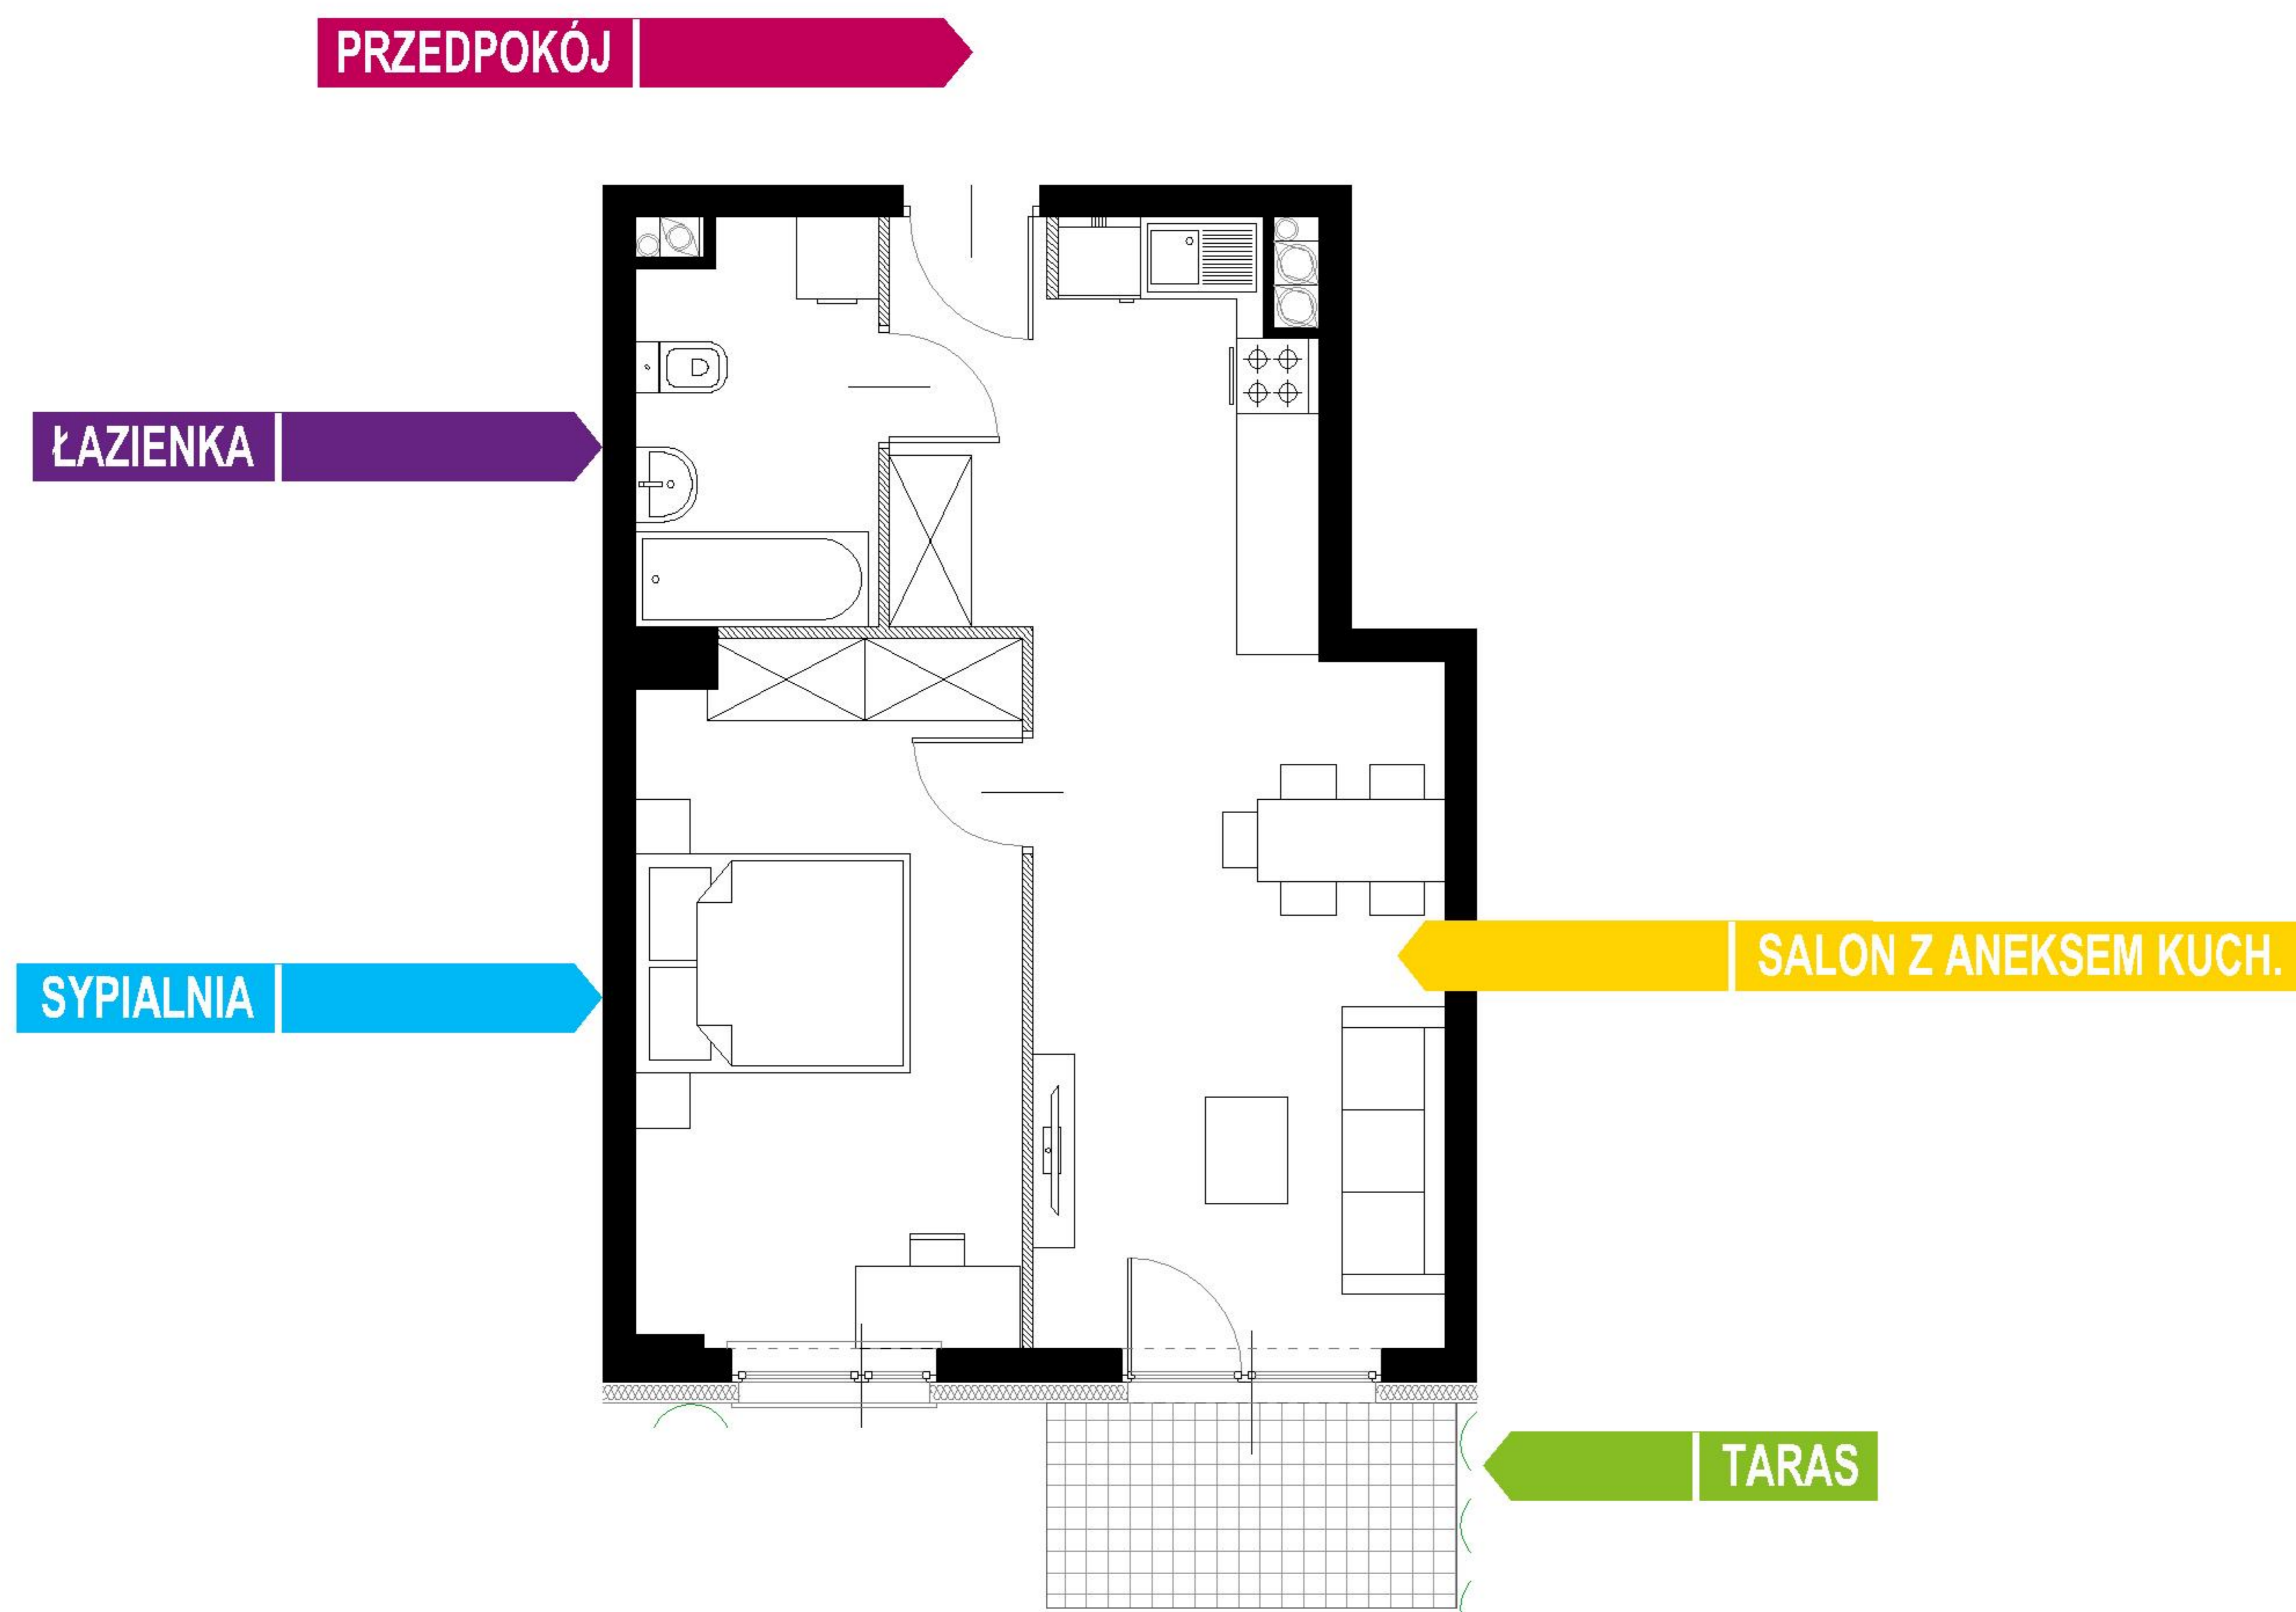 PRZEDPOKÓJ
ŁAZIENKA
SALON Z ANEKSEM KUCH.
SYPIALNIA
TARAS